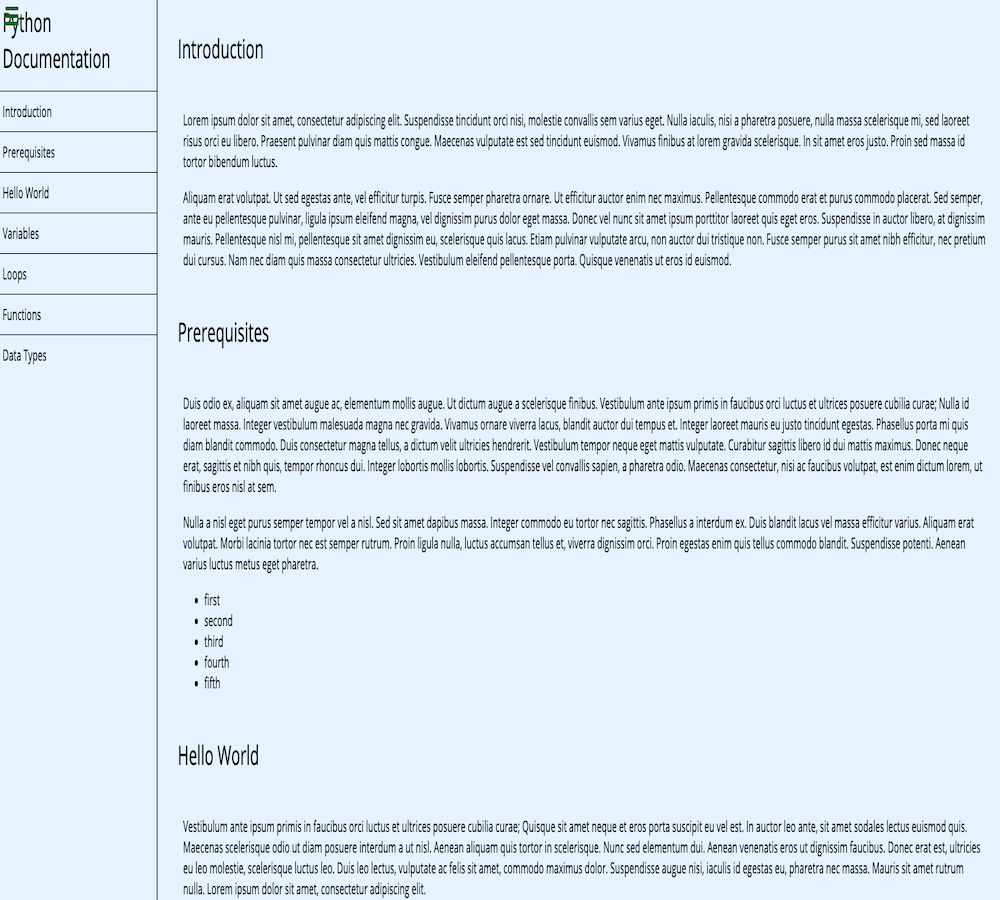 Python
Documentation
Introduction
Prerequisites
Hello World
Variables
Loops
Functions
Data Types
Introduction
Lorem ipsum dolor sit amet, consectetur adipiscing elit. Suspendisse tincidunt orci nisi, molestie convallis sem varius eget. Nulla iaculis, nisi a pharetra posuere, nulla massa scelerisque mi, sed laoreet
risus orci eu libero. Praesent pulvinar diam quis mattis congue. Maecenas vulputate est sed tincidunt euismod. Vivamus finibus at lorem gravida scelerisque. In sit amet eros justo. Proin sed massa id
tortor bibendum luctus.
Aliquam erat volutpat. Ut sed egestas ante, vel efficitur turpis. Fusce semper pharetra ornare. Ut efficitur auctor enim nec maximus. Pellentesque commodo erat et purus commodo placerat. Sed semper,
ante eu pellentesque pulvinar, ligula ipsum eleifend magna, vel dignissim purus dolor eget massa. Donec vel nunc sit amet ipsum porttitor laoreet quis eget eros. Suspendisse in auctor libero, at dignissim
mauris. Pellentesque nisl mi, pellentesque sit amet dignissim eu, scelerisque quis lacus. Etiam pulvinar vulputate arcu, non auctor dui tristique non. Fusce semper purus sit amet nibh efficitur, nec pretium
dui cursus. Nam nec diam quis massa consectetur ultricies. Vestibulum eleifend pellentesque porta. Quisque venenatis ut eros id euismod.
Prerequisites
Duis odio ex, aliquam sit amet augue ac, elementum mollis augue. Ut dictum augue a scelerisque finibus. Vestibulum ante ipsum primis in faucibus orci luctus et ultrices posuere cubilia curae; Nulla id
laoreet massa. Integer vestibulum malesuada magna nec gravida. Vivamus ornare viverra lacus, blandit auctor dui tempus et. Integer laoreet mauris eu justo tincidunt egestas. Phasellus porta mi quis
diam blandit commodo. Duis consectetur magna tellus, a dictum velit ultricies hendrerit. Vestibulum tempor neque eget mattis vulputate. Curabitur sagittis libero id dui mattis maximus. Donec neque
erat, sagittis et nibh quis, tempor rhoncus dui. Integer lobortis mollis lobortis. Suspendisse vel convallis sapien, a pharetra odio. Maecenas consectetur, nisi ac faucibus volutpat, est enim dictum lorem, ut
finibus eros nisl at sem.
Nulla a nisl eget purus semper tempor vel a nisl. Sed sit amet dapibus massa. Integer commodo eu tortor nec sagittis. Phasellus a interdum ex. Duis blandit lacus vel massa efficitur varius. Aliquam erat
volutpat. Morbi lacinia tortor nec est semper rutrum. Proin ligula nulla, luctus accumsan tellus et, viverra dignissim orci. Proin egestas enim quis tellus commodo blandit. Suspendisse potenti. Aenean
varius luctus metus eget pharetra.
• first
• second
• third
• fourth
• fifth
Hello World
Vestibulum ante ipsum primis in faucibus orci luctus et ultrices posuere cubilia curae; Quisque sit amet neque et eros porta suscipit eu vel est. In auctor leo ante, sit amet sodales lectus euismod quis.
Maecenas scelerisque odio ut diam posuere interdum a ut nisl. Aenean aliquam quis tortor in scelerisque. Nunc sed elementum dui. Aenean venenatis eros ut dignissim faucibus. Donec erat est, ultricies
eu leo molestie, scelerisque luctus leo. Duis leo lectus, vulputate ac felis sit amet, commodo maximus dolor. Suspendisse augue nisi, iaculis id egestas eu, pharetra nec massa. Mauris sit amet rutrum
nulla. Lorem ipsum dolor sit amet, consectetur adipiscing elit.